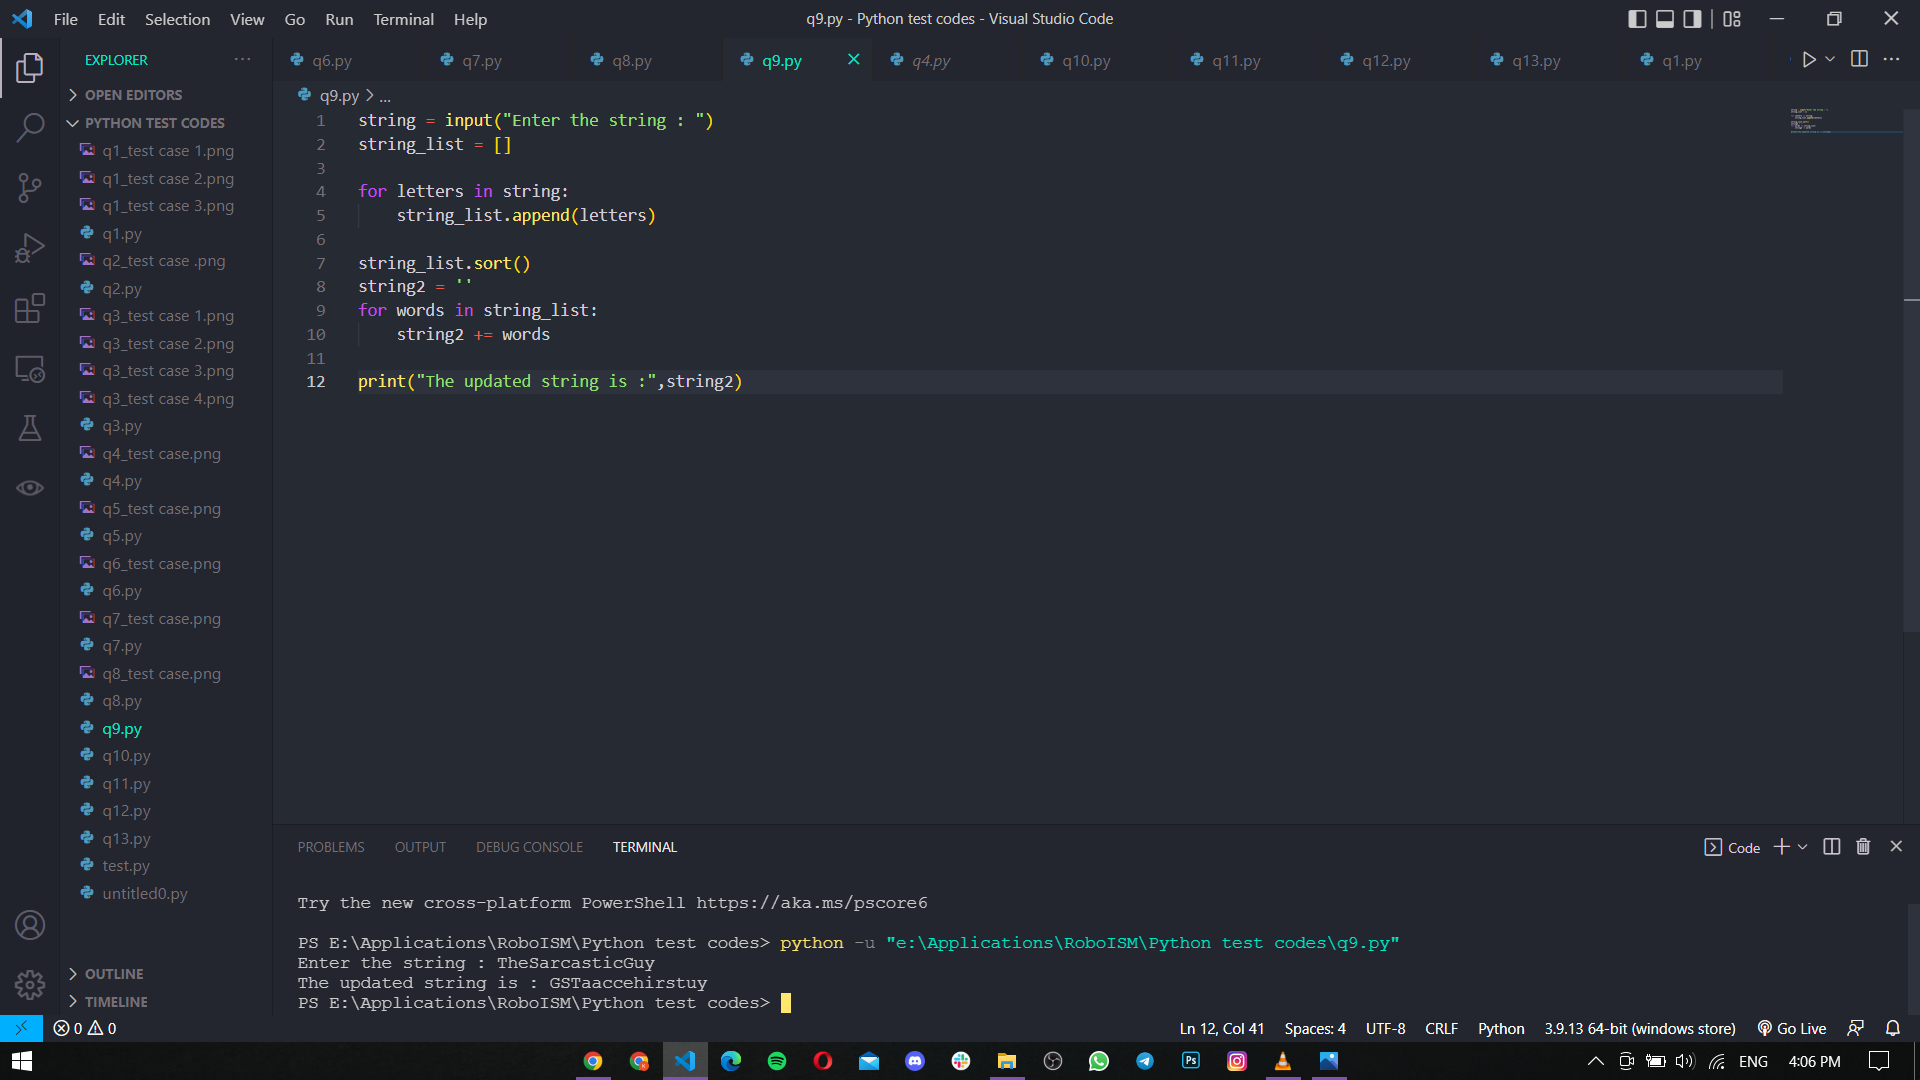 File Edit Selection View Go Run Terminal Help
q9.py - Python test codes - Visual Studio Code
EXPLORER
OPEN EDITORS
PYTHON TEST CODES
q1_test case 1.png
q1_test case 2.png
q1_test case 3.png
q1.py
q2_test case .png
q2.py
q3_test case 1.png
q3_test case 2.png
q3_test case 3.png
q3_test case 4.png
q3.py
q4_test case.png
q4.py
q5_test case.png
q5.py
q6_test case.png
q6.py
q7_test case.png
q7.py
q8_test case.png
q8.py
q9.py
q10.py
q11.py
q12.py
q13.py
test.py
untitled0.py
OUTLINE
TIMELINE
q6.py q7.py q8.py q9.py q4.py q10.py q11.py q12.py q13.py q1.py
q9.py > ...
1 string = input("Enter the string : ")
2 string_list = []
3
4 for letters in string:
5     string_list.append(letters)
6
7 string_list.sort()
8 string2 = ''
9 for words in string_list:
10     string2 += words
11
12 print("The updated string is :",string2)
PROBLEMS OUTPUT DEBUG CONSOLE TERMINAL
Code
Try the new cross-platform PowerShell https://aka.ms/pscore6
PS E:\Applications\RoboISM\Python test codes> python -u "e:\Applications\RoboISM\Python test codes\q9.py"
Enter the string : TheSarcasticGuy
The updated string is : GSTaaccehirstuy
PS E:\Applications\RoboISM\Python test codes>
0 0
Ln 12, Col 41 Spaces: 4 UTF-8 CRLF Python 3.9.13 64-bit (windows store) Go Live
Ps
ENG 4:06 PM